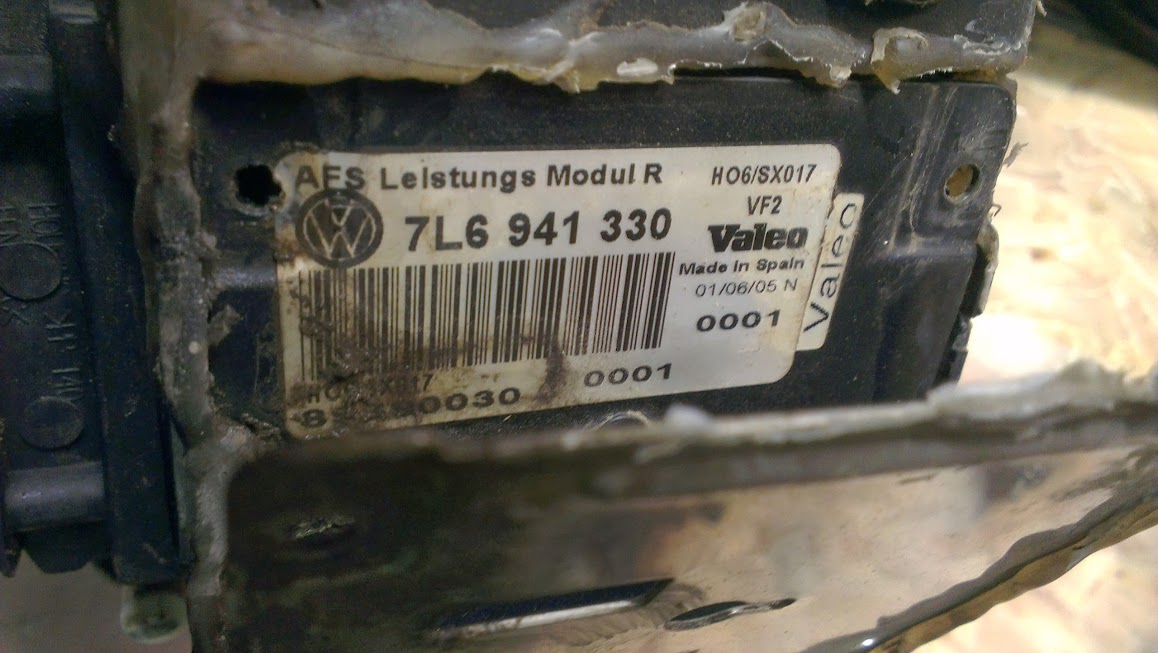 AFS Leistungs Modul R
HO6/SX017
VF2
7L6 941 330
Valeo
Made in Spain
01/06/05 N
0001
Valeo
0001